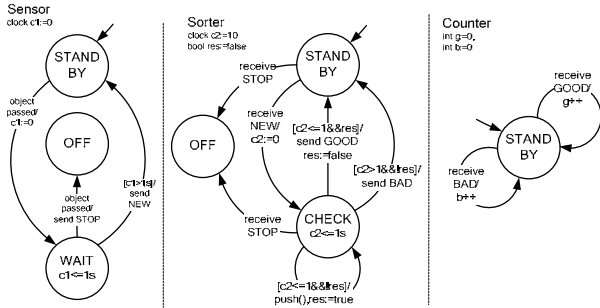 Sensor
clock c1:=0
STAND
BY
object
passed/
c1:=0
OFF
[c1>1s]/
send
NEW
object
passed/
send STOP
WAIT
c1<=1s
Sorter
clock c2:=10
bool res:=false
STAND
BY
receive
STOP
receive
NEW/
c2:=0
OFF
[c2<=1&&res]/
send GOOD
res:=false
[c2>1&&!res]/
send BAD
receive
STOP
CHECK
c2<=1s
[c2<=1&&!res]/
push(),res:=true
Counter
int g=0,
int b=0
receive
GOOD/
g++
STAND
BY
receive
BAD/
b++